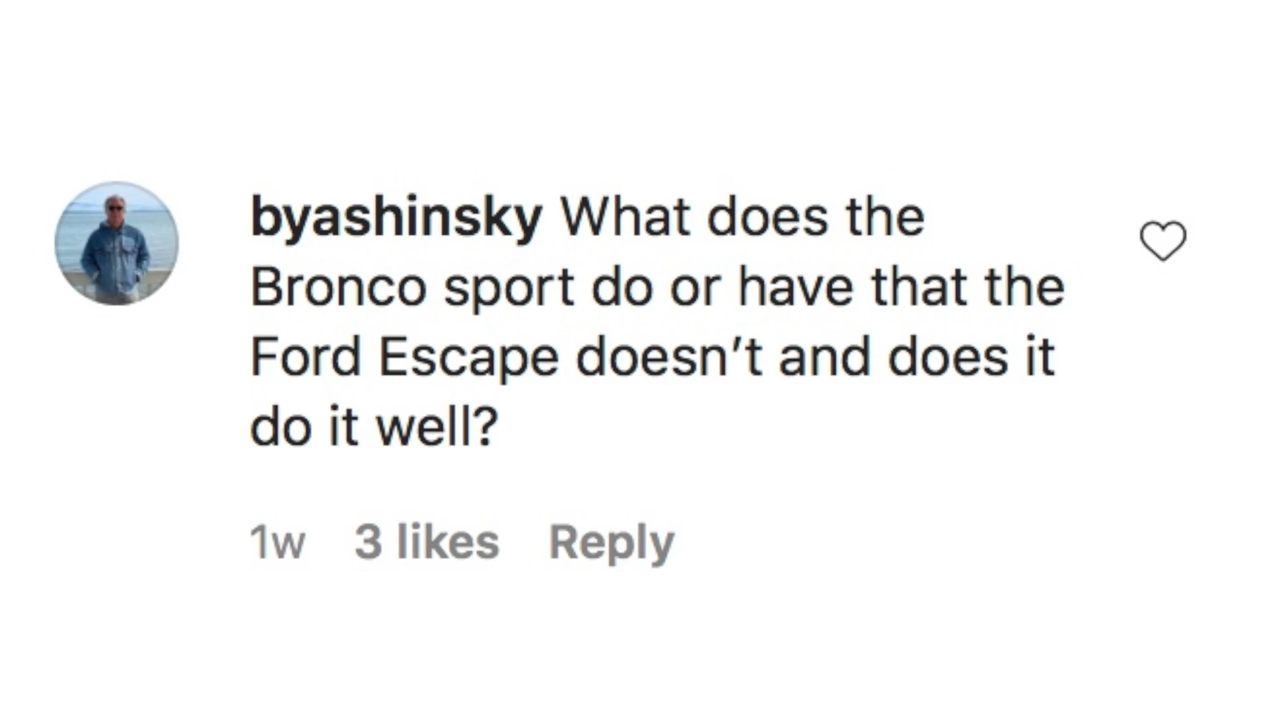 byashinsky What does the
Bronco sport do or have that the
Ford Escape doesn’t and does it
do it well?
1w 3 likes Reply